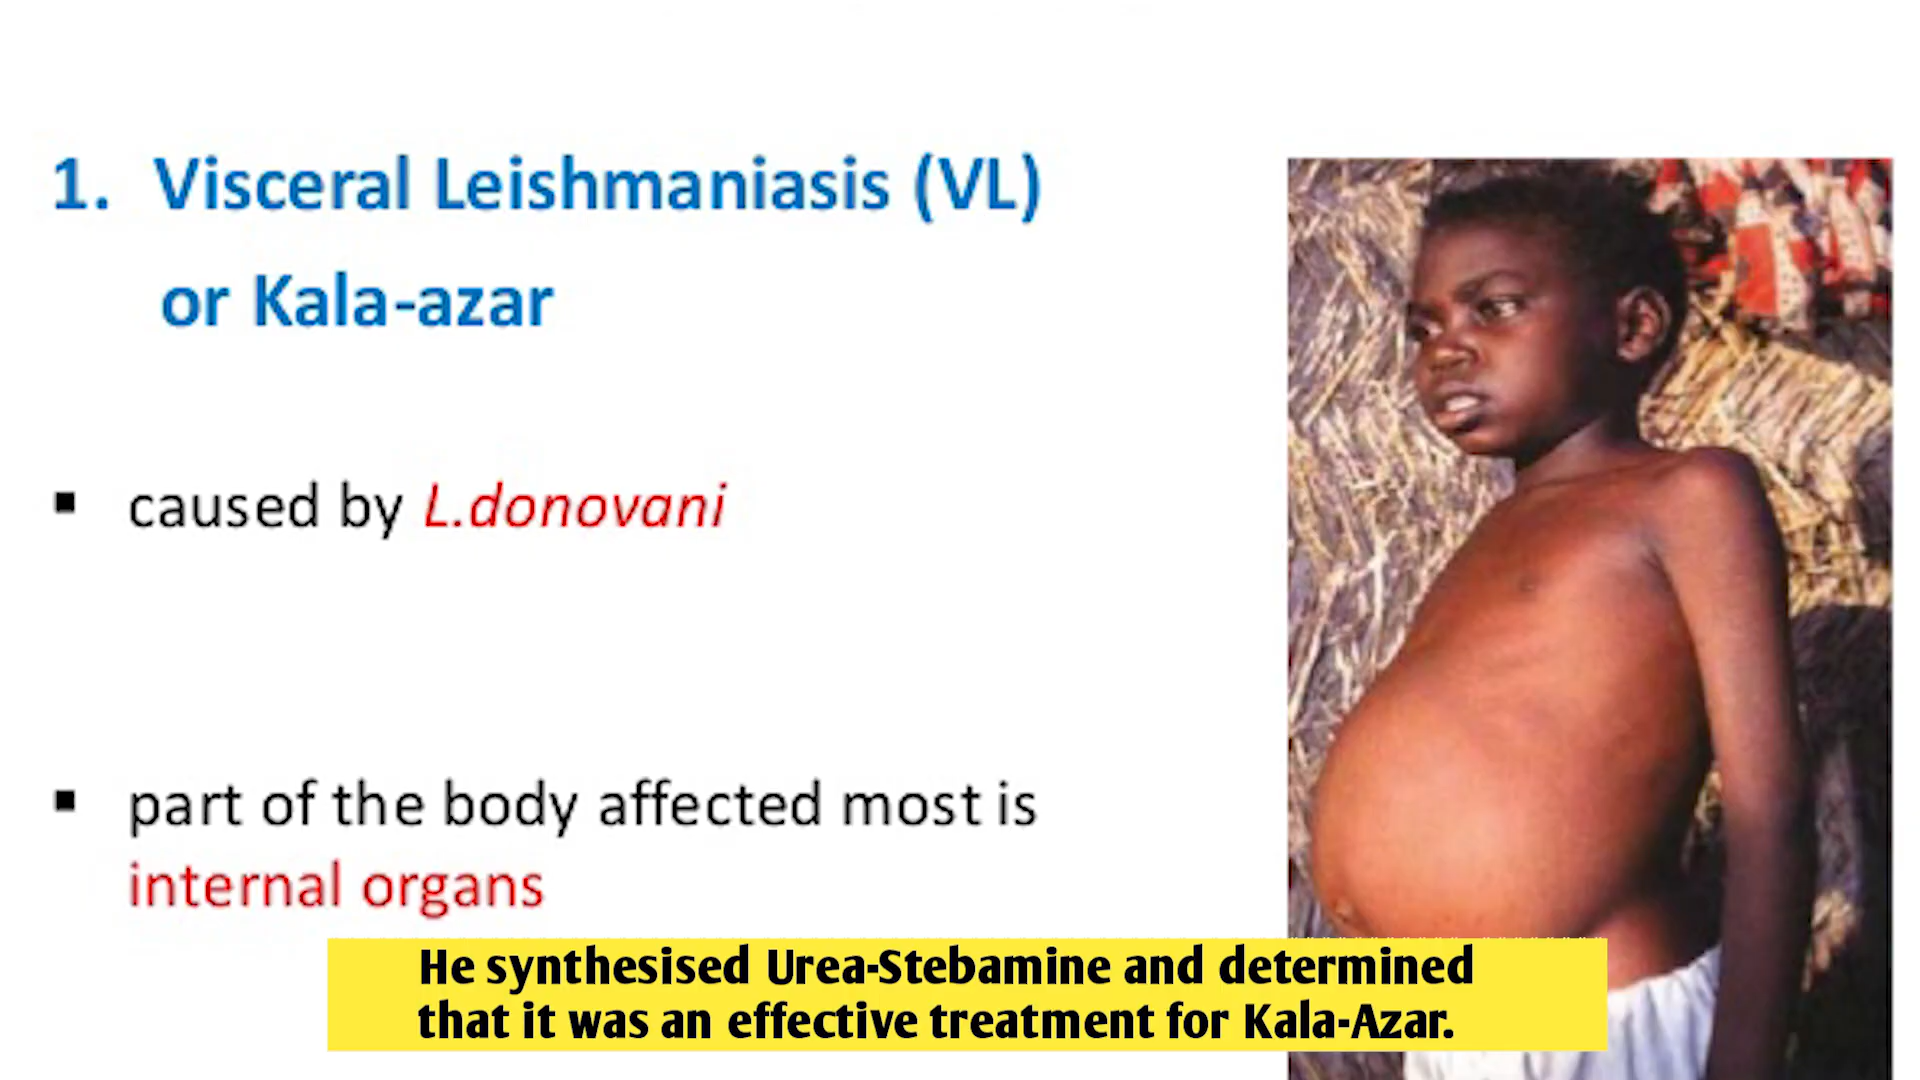 1. Visceral Leishmaniasis (VL)
or Kala-azar
▪ caused by L.donovani
▪ part of the body affected most is
internal organs
He synthesised Urea-Stebamine and determined
that it was an effective treatment for Kala-Azar.